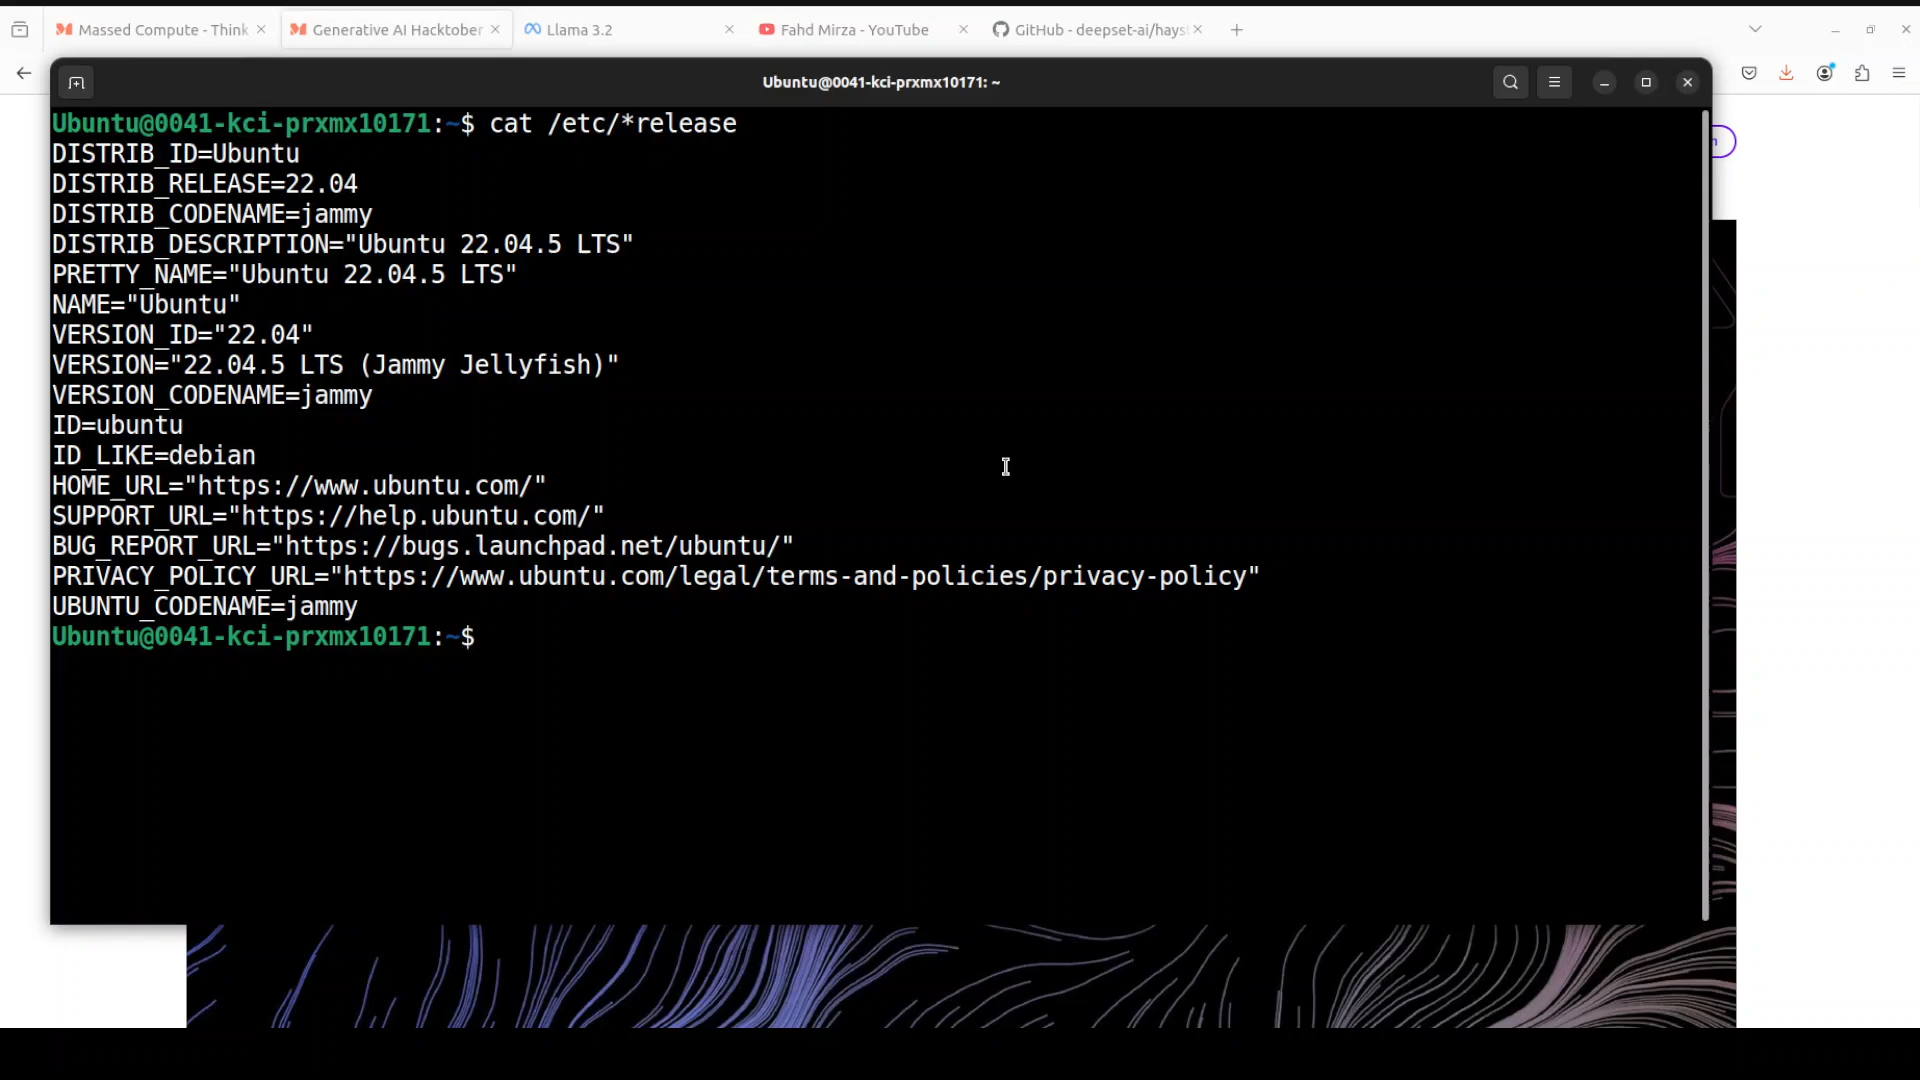 Massed Compute - Think
Generative AI Hacktober
Llama 3.2
Fahd Mirza - YouTube
GitHub - deepset-ai/hays
Ubuntu@0041-kci-prxmx10171: ~
Ubuntu@0041-kci-prxmx10171:~$ cat /etc/*release
DISTRIB_ID=Ubuntu
DISTRIB_RELEASE=22.04
DISTRIB_CODENAME=jammy
DISTRIB_DESCRIPTION="Ubuntu 22.04.5 LTS"
PRETTY_NAME="Ubuntu 22.04.5 LTS"
NAME="Ubuntu"
VERSION_ID="22.04"
VERSION="22.04.5 LTS (Jammy Jellyfish)"
VERSION_CODENAME=jammy
ID=ubuntu
ID_LIKE=debian
HOME_URL="https://www.ubuntu.com/"
SUPPORT_URL="https://help.ubuntu.com/"
BUG_REPORT_URL="https://bugs.launchpad.net/ubuntu/"
PRIVACY_POLICY_URL="https://www.ubuntu.com/legal/terms-and-policies/privacy-policy"
UBUNTU_CODENAME=jammy
Ubuntu@0041-kci-prxmx10171:~$